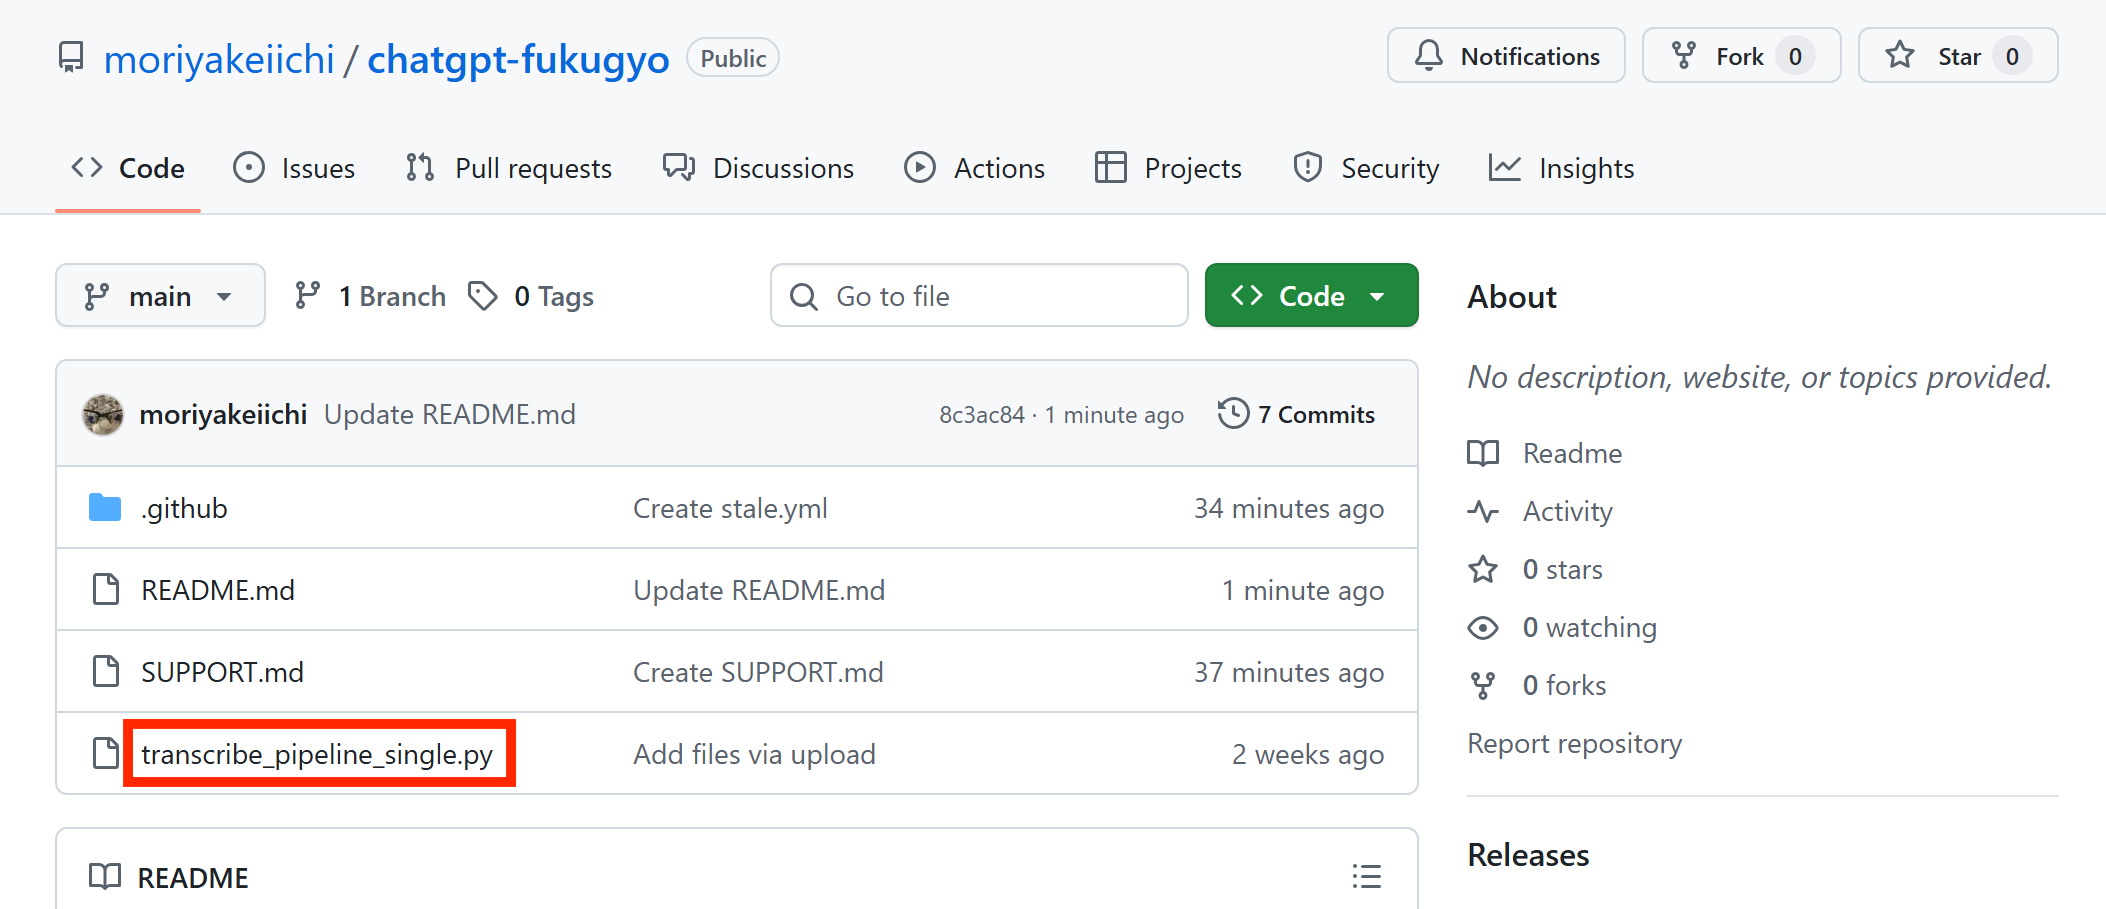 moriyakeiichi / chatgpt-fukugyo Public
Notifications Fork 0 Star 0
Code Issues Pull requests Discussions Actions Projects Security Insights
main 1 Branch 0 Tags Go to file Code
moriyakeiichi Update README.md 8c3ac84 · 1 minute ago 7 Commits
.github Create stale.yml 34 minutes ago
README.md Update README.md 1 minute ago
SUPPORT.md Create SUPPORT.md 37 minutes ago
transcribe_pipeline_single.py Add files via upload 2 weeks ago
README
About
No description, website, or topics provided.
Readme
Activity
0 stars
0 watching
0 forks
Report repository
Releases